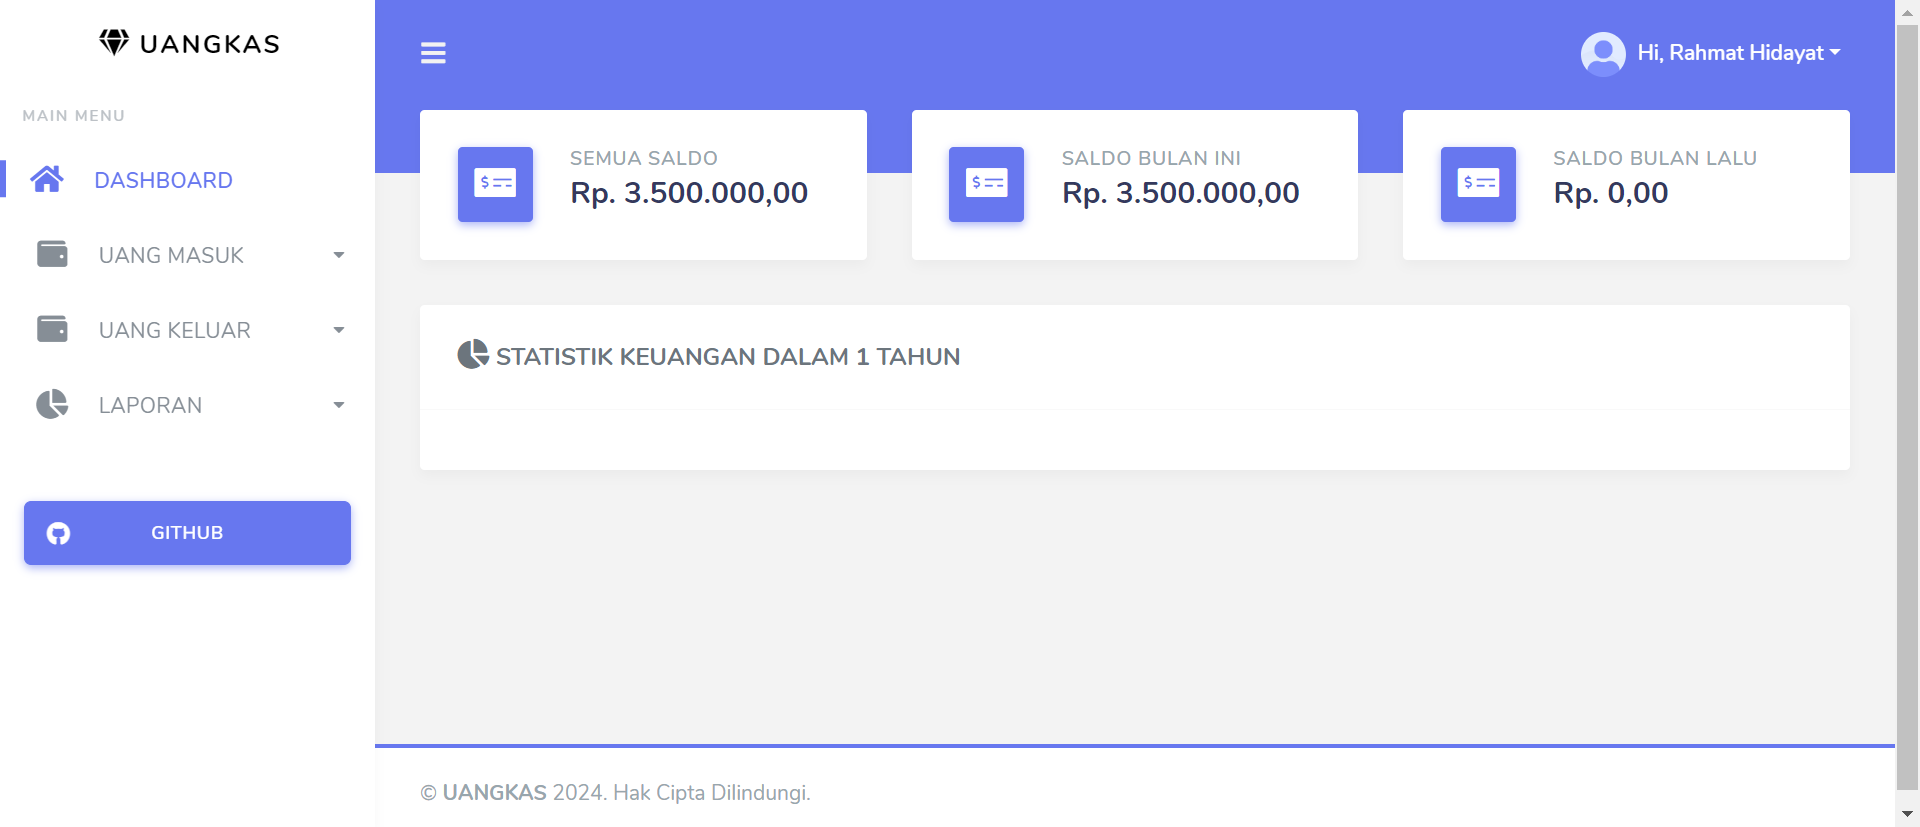 UANGKAS
MAIN MENU
DASHBOARD
UANG MASUK
UANG KELUAR
LAPORAN
GITHUB
Hi, Rahmat Hidayat
SEMUA SALDO
Rp. 3.500.000,00
SALDO BULAN INI
Rp. 3.500.000,00
SALDO BULAN LALU
Rp. 0,00
STATISTIK KEUANGAN DALAM 1 TAHUN
© UANGKAS 2024. Hak Cipta Dilindungi.